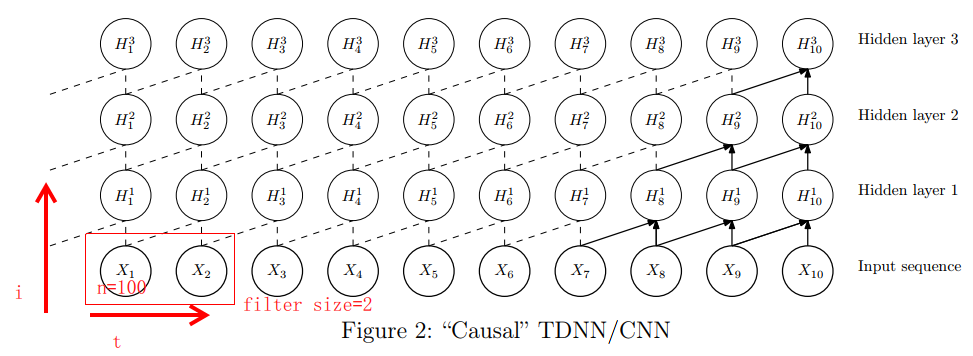 H_1^3 H_2^3 H_3^3 H_4^3 H_5^3 H_6^3 H_7^3 H_8^3 H_9^3 H_{10}^3 Hidden layer 3
H_1^2 H_2^2 H_3^2 H_4^2 H_5^2 H_6^2 H_7^2 H_8^2 H_9^2 H_{10}^2 Hidden layer 2
H_1^1 H_2^1 H_3^1 H_4^1 H_5^1 H_6^1 H_7^1 H_8^1 H_9^1 H_{10}^1 Hidden layer 1
X_1 X_2 X_3 X_4 X_5 X_6 X_7 X_8 X_9 X_{10} Input sequence
n=100
i
filter size=2
t
Figure 2: “Causal” TDNN/CNN